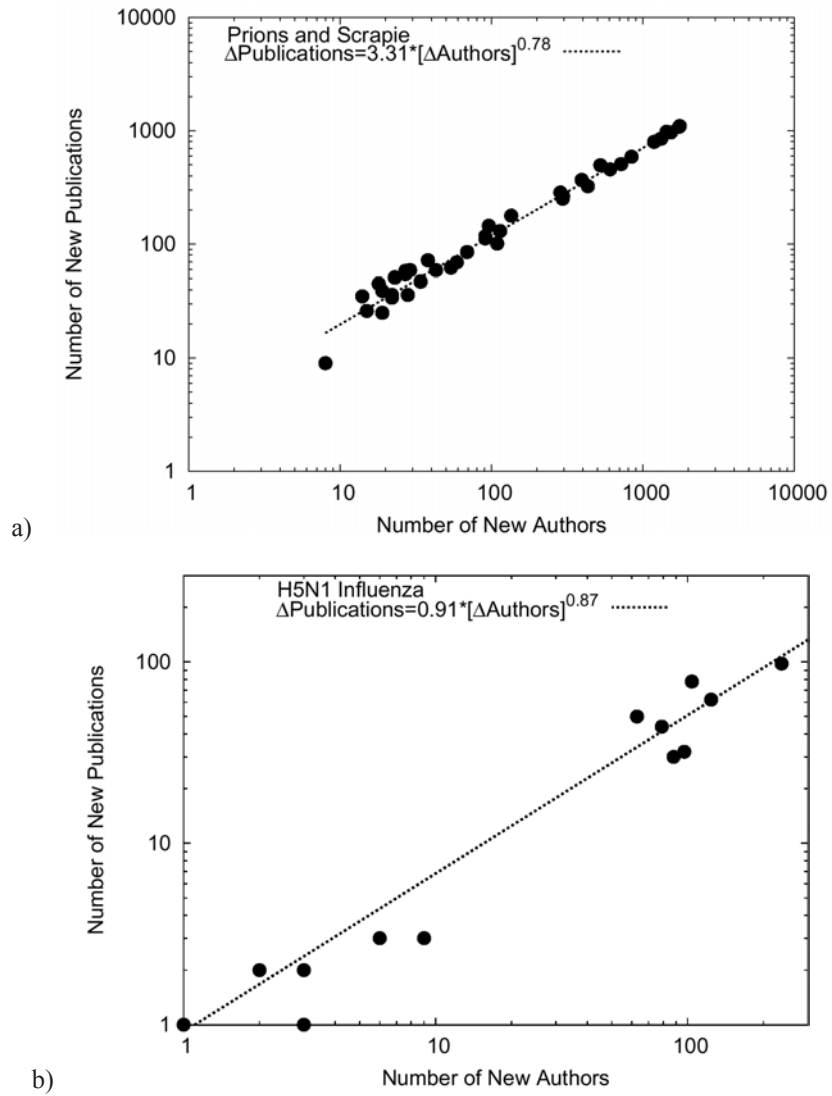 Prions and Scrapie
ΔPublications=3.31*[ΔAuthors]^0.78
10000
1000
100
10
1
Number of New Publications
1 10 100 1000 10000
Number of New Authors
a)
H5N1 Influenza
ΔPublications=0.91*[ΔAuthors]^0.87
100
10
1
Number of New Publications
1 10 100
Number of New Authors
b)